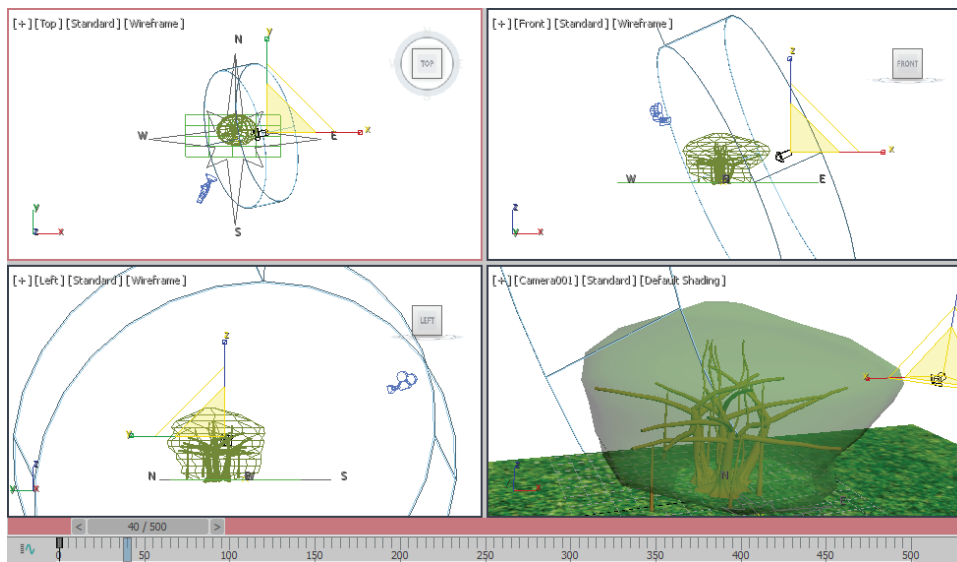 [+] [Top] [Standard] [Wireframe]
N
y
TOP
W
E
x
S
y
z
x
[+] [Front] [Standard] [Wireframe]
z
FRONT
x
W
N
E
z
y
x
[+] [Left] [Standard] [Wireframe]
LEFT
z
y
N
S
z
y
x
[+] [Camera001] [Standard] [Default Shading]
x
N
< 40 / 500 >
0 50 100 150 200 250 300 350 400 450 500